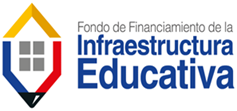 Fondo de Financiamiento de la
Infraestructura
Educativa